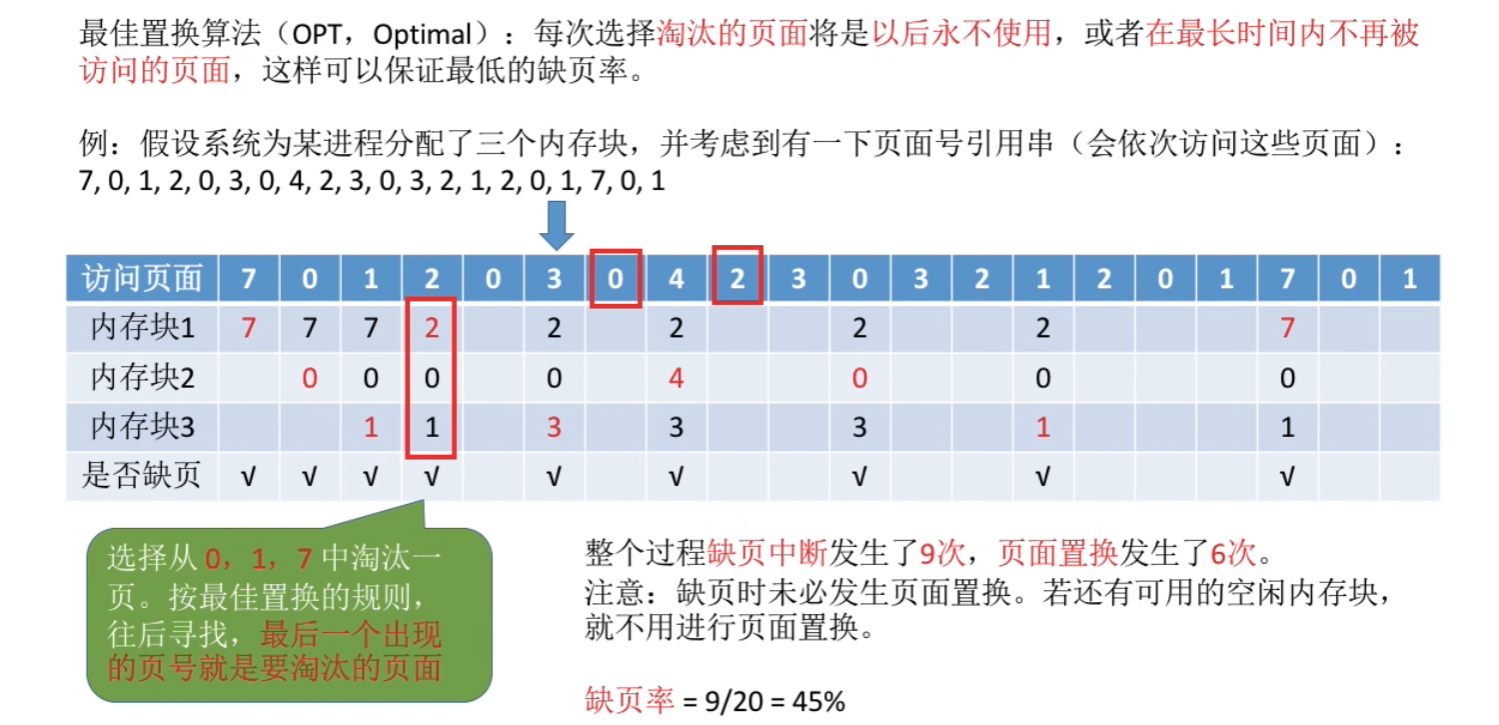 最佳置换算法（OPT，Optimal）：每次选择淘汰的页面将是以后永不使用，或者在最长时间内不再被
访问的页面，这样可以保证最低的缺页率。
例：假设系统为某进程分配了三个内存块，并考虑到有一下页面号引用串（会依次访问这些页面）：
7, 0, 1, 2, 0, 3, 0, 4, 2, 3, 0, 3, 2, 1, 2, 0, 1, 7, 0, 1
访问页面 7 0 1 2 0 3 0 4 2 3 0 3 2 1 2 0 1 7 0 1
内存块1 7 7 7 2 2 2 2 2 7
内存块2 0 0 0 0 4 0 0 0
内存块3 1 1 3 3 3 1 1
是否缺页 √ √ √ √ √ √ √ √ √
选择从 0，1，7 中淘汰一
页。按最佳置换的规则，
往后寻找，最后一个出现
的页号就是要淘汰的页面
整个过程缺页中断发生了9次，页面置换发生了6次。
注意：缺页时未必发生页面置换。若还有可用的空闲内存块，
就不用进行页面置换。
缺页率 = 9/20 = 45%